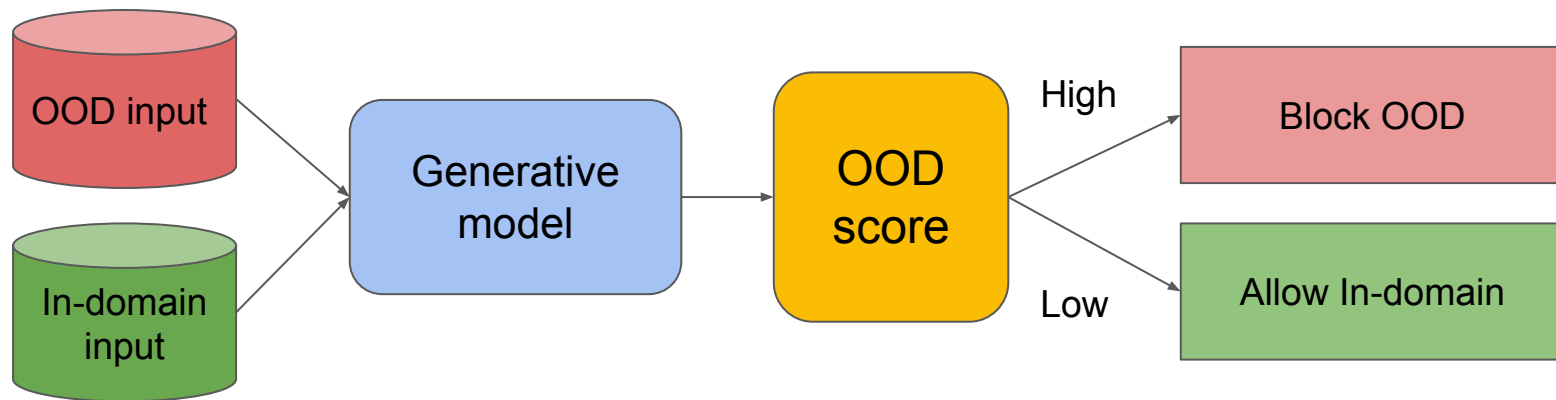 OOD input
In-domain
input
Generative
model
OOD
score
High
Low
Block OOD
Allow In-domain